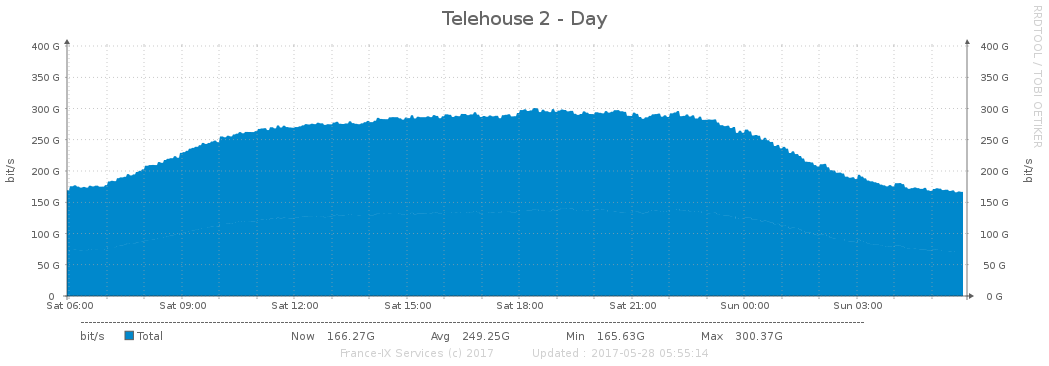 Telehouse 2 - Day
RRDTOOL / TOBI OETIKER
400 G 400 G
350 G 350 G
300 G 300 G
250 G 250 G
200 G 200 G
150 G 150 G
100 G 100 G
50 G 50 G
0 0 G
bit/s bit/s
Sat 06:00 Sat 09:00 Sat 12:00 Sat 15:00 Sat 18:00 Sat 21:00 Sun 00:00 Sun 03:00
bit/s Total Now 166.27G Avg 249.25G Min 165.63G Max 300.37G
France-IX Services (c) 2017 Updated : 2017-05-28 05:55:14